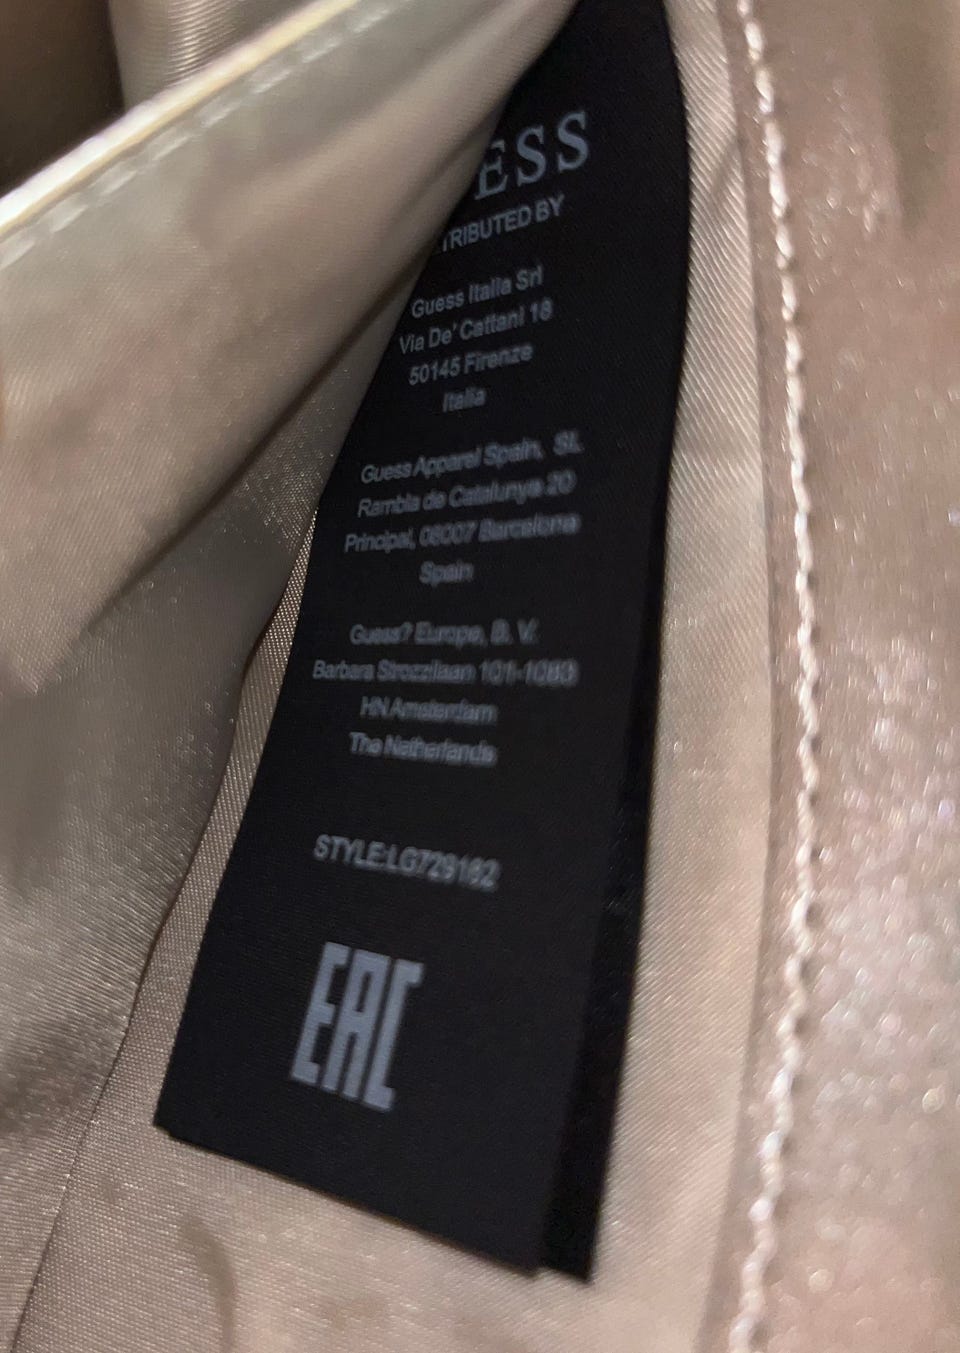 ESS
TRIBUTED BY
Guess Italia Srl
Via De' Cattani 18
50145 Firenze
Italia
Guess Apparel Spain, SL
Rambla de Catalunya 20
Principal, 08007 Barcelona
Spain
Guess? Europe, B. V.
Barbara Strozzilaan 101-1083
HN Amsterdam
The Netherlands
STYLE:LG729182
EAC